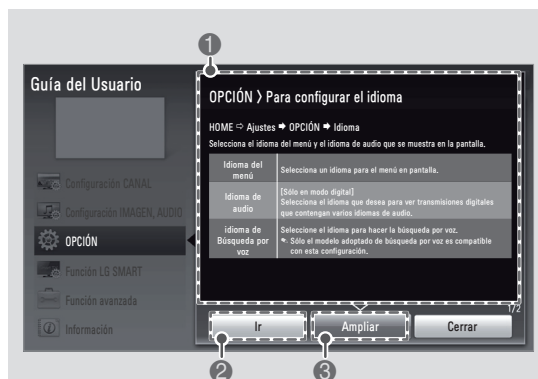 1
Guía del Usuario
Configuración CANAL
Configuración IMAGEN, AUDIO
OPCIÓN
Función LG SMART
Función avanzada
Información
OPCIÓN 〉Para configurar el idioma
HOME ⇨ Ajustes ➡ OPCIÓN ➡ Idioma
Selecciona el idioma del menú y el idioma de audio que se muestra en la pantalla.
Idioma del
menú
Selecciona un idioma para el menú en pantalla.
Idioma de
audio
[Sólo en modo digital]
Selecciona el idioma que desea para ver transmisiones digitales
que contengan varios idiomas de audio.
idioma de
Búsqueda por
voz
Seleccione el idioma para hacer la búsqueda por voz.
Sólo el modelo adoptado de búsqueda por voz es compatible
con esta configuración.
1/2
Ir
Ampliar
Cerrar
2
3